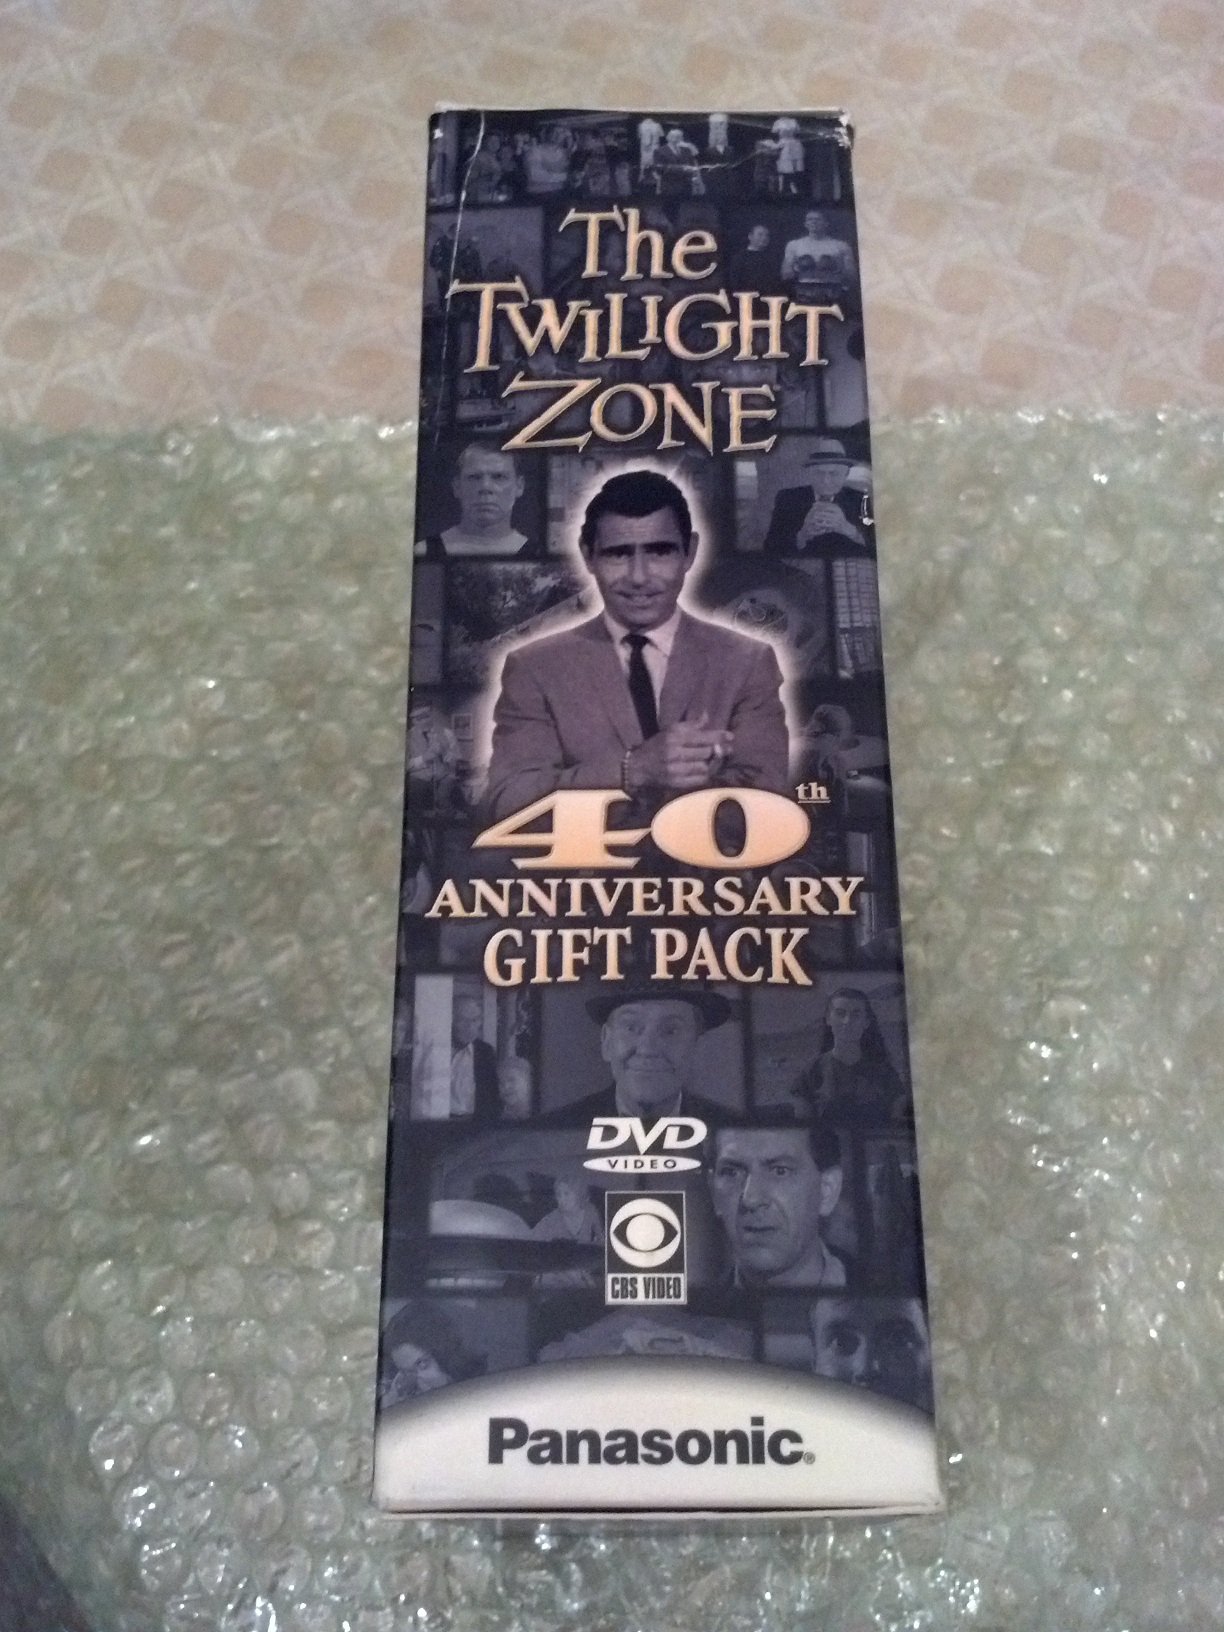 The
TWILIGHT
ZONE
40th
ANNIVERSARY
GIFT PACK
DVD
VIDEO
CBS VIDEO
Panasonic®